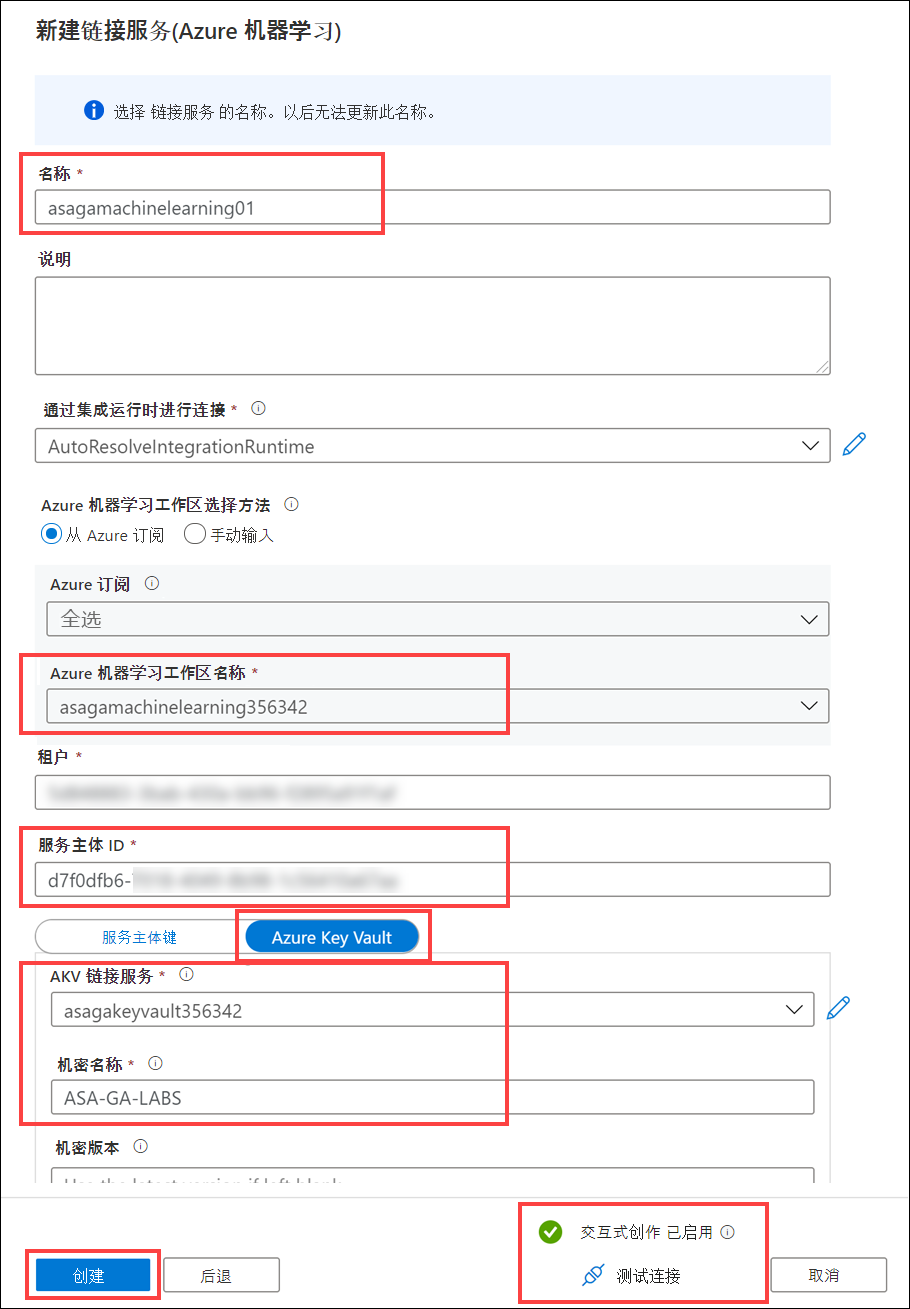 新建链接服务(Azure 机器学习)
选择 链接服务 的名称。以后无法更新此名称。
名称 *
asagamachinelearning01
说明
通过集成运行时进行连接 *
AutoResolveIntegrationRuntime
Azure 机器学习工作区选择方法
从 Azure 订阅 手动输入
Azure 订阅
全选
Azure 机器学习工作区名称 *
asagamachinelearning356342
租户 *
服务主体 ID *
d7f0dfb6-
服务主体键 Azure Key Vault
AKV 链接服务 *
asagakeyvault356342
机密名称 *
ASA-GA-LABS
机密版本
Use the latest version if left blank
交互式创作 已启用
创建 后退 测试连接 取消